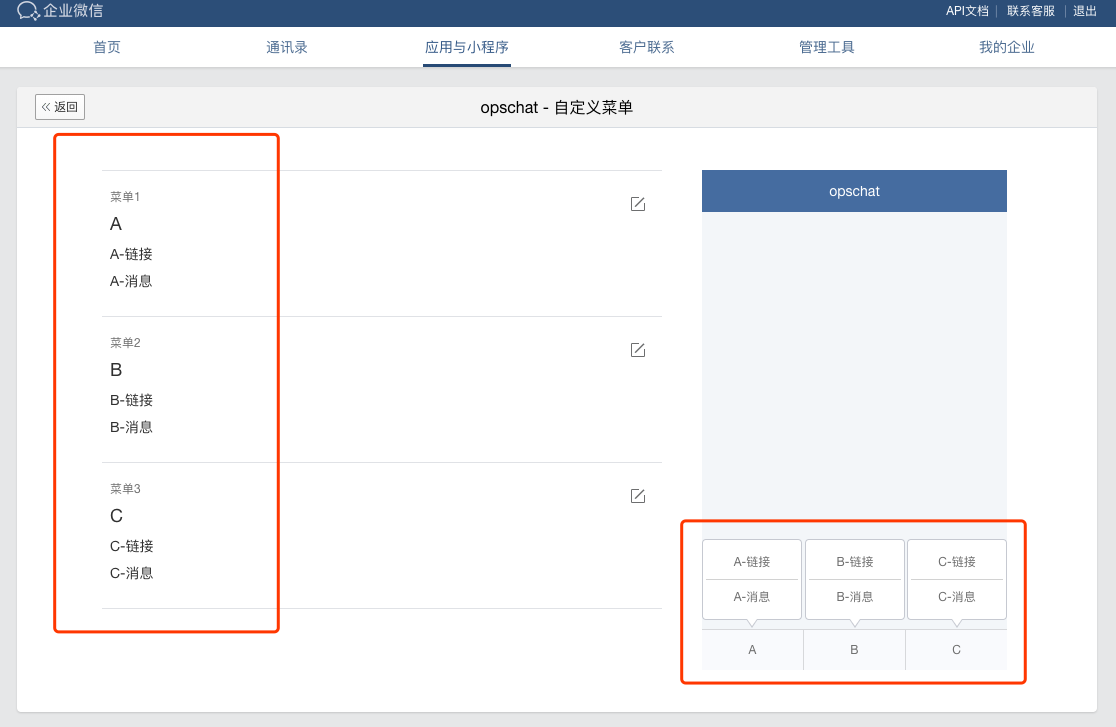 企业微信
API文档 | 联系客服 | 退出
首页 通讯录 应用与小程序 客户联系 管理工具 我的企业
« 返回
opschat - 自定义菜单
菜单1
A
A-链接
A-消息
菜单2
B
B-链接
B-消息
菜单3
C
C-链接
C-消息
opschat
A-链接 B-链接 C-链接
A-消息 B-消息 C-消息
A B C